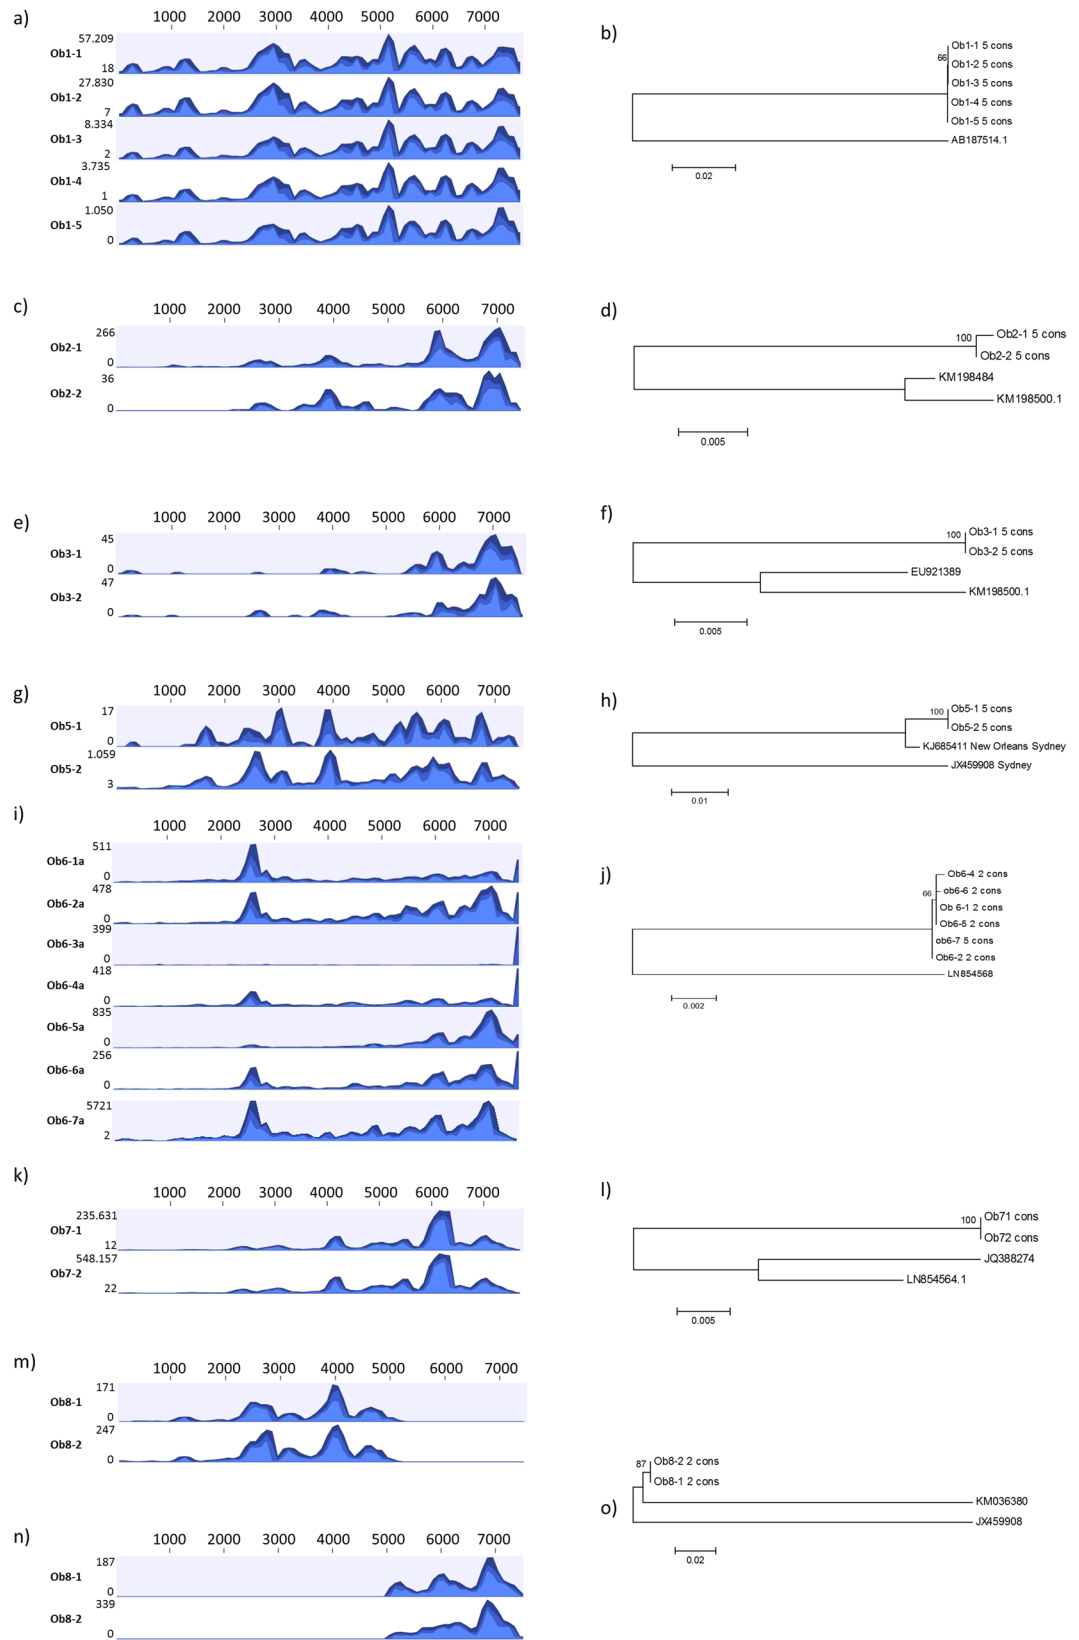 a)
1000 2000 3000 4000 5000 6000 7000
57.209
Ob1-1
18
27.830
Ob1-2
7
8.334
Ob1-3
2
3.735
Ob1-4
1
1.050
Ob1-5
0
b)
Ob1-1 5 cons
66
Ob1-2 5 cons
Ob1-3 5 cons
Ob1-4 5 cons
Ob1-5 5 cons
AB187514.1
0.02
c)
1000 2000 3000 4000 5000 6000 7000
266
Ob2-1
0
36
Ob2-2
0
d)
100
Ob2-1 5 cons
Ob2-2 5 cons
KM198484
KM198500.1
0.005
e)
1000 2000 3000 4000 5000 6000 7000
45
Ob3-1
0
47
Ob3-2
0
f)
100
Ob3-1 5 cons
Ob3-2 5 cons
EU921389
KM198500.1
0.005
g)
1000 2000 3000 4000 5000 6000 7000
17
Ob5-1
0
1.059
Ob5-2
3
h)
100
Ob5-1 5 cons
Ob5-2 5 cons
KJ685411 New Orleans Sydney
JX459908 Sydney
0.01
i)
1000 2000 3000 4000 5000 6000 7000
511
Ob6-1a
0
478
Ob6-2a
0
399
Ob6-3a
0
418
Ob6-4a
0
835
Ob6-5a
0
256
Ob6-6a
0
5721
Ob6-7a
2
j)
Ob6-4 2 cons
66
ob6-6 2 cons
Ob 6-1 2 cons
Ob6-5 2 cons
ob6-7 5 cons
Ob6-2 2 cons
LN854568
0.002
k)
1000 2000 3000 4000 5000 6000 7000
235.631
Ob7-1
12
548.157
Ob7-2
22
l)
100
Ob71 cons
Ob72 cons
JQ388274
LN854564.1
0.005
m)
1000 2000 3000 4000 5000 6000 7000
171
Ob8-1
0
247
Ob8-2
0
n)
1000 2000 3000 4000 5000 6000 7000
187
Ob8-1
0
339
Ob8-2
0
o)
87
Ob8-2 2 cons
Ob8-1 2 cons
KM036380
JX459908
0.02